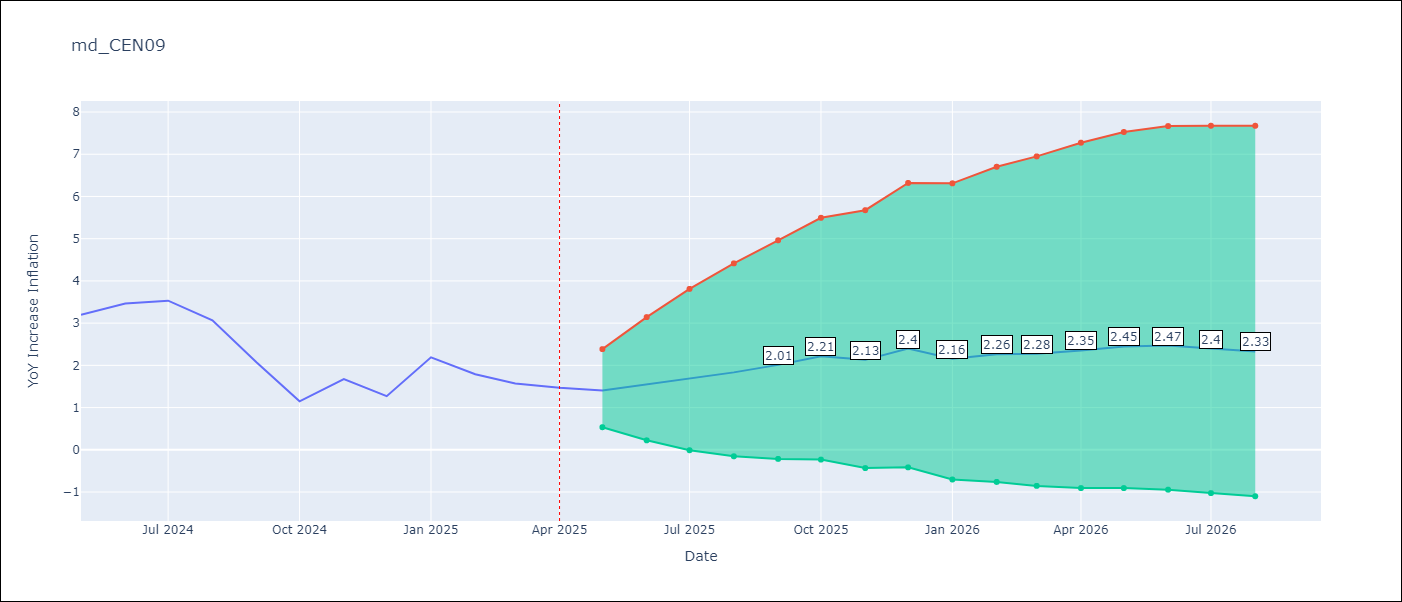 md_CEN09
YoY Increase Inflation
8
7
6
5
4
3
2
1
0
−1
2.01
2.21
2.13
2.4
2.16
2.26
2.28
2.35
2.45
2.47
2.4
2.33
Jul 2024
Oct 2024
Jan 2025
Apr 2025
Jul 2025
Oct 2025
Jan 2026
Apr 2026
Jul 2026
Date